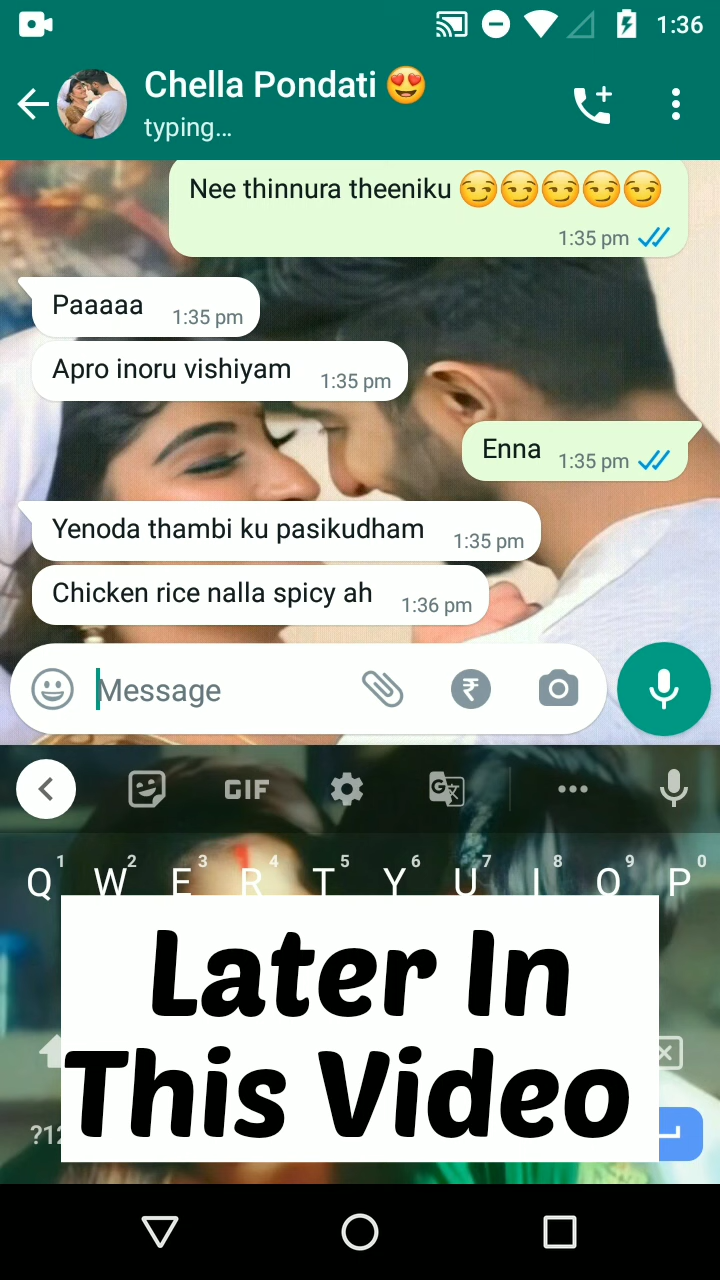 1:36
Chella Pondati 😍
typing...
Nee thinnura theeniku 😏😏😏😏😏
1:35 pm
Paaaaa 1:35 pm
Apro inoru vishiyam 1:35 pm
Enna 1:35 pm
Yenoda thambi ku pasikudham 1:35 pm
Chicken rice nalla spicy ah 1:36 pm
Message
GIF
1 2 3 4 5 6 7 8 9 0
Q W E R T Y U I O P
Later In
This Video
?12